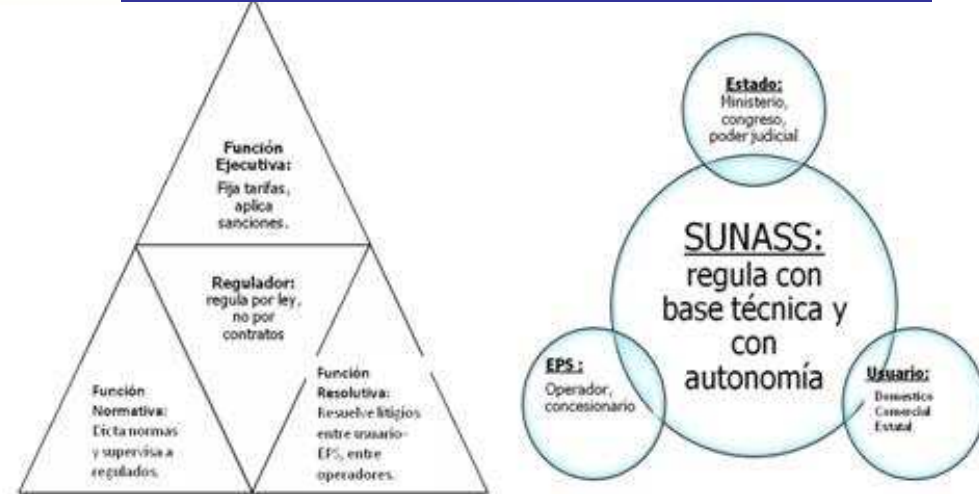 Función
Ejecutiva:
Fija tarifas,
aplica
sanciones.
Regulador:
regula por ley,
no por
contratos
Función
Normativa:
Dicta normas
y supervisa a
regulados.
Función
Resolutiva:
Resuelve litigios
entre usuario-
EPS, entre
operadores.
Estado:
Ministerio,
congreso,
poder judicial
SUNASS:
regula con
base técnica y
con
autonomía
EPS :
Operador,
concesionario
Usuario:
Domestico
Comercial
Estatal